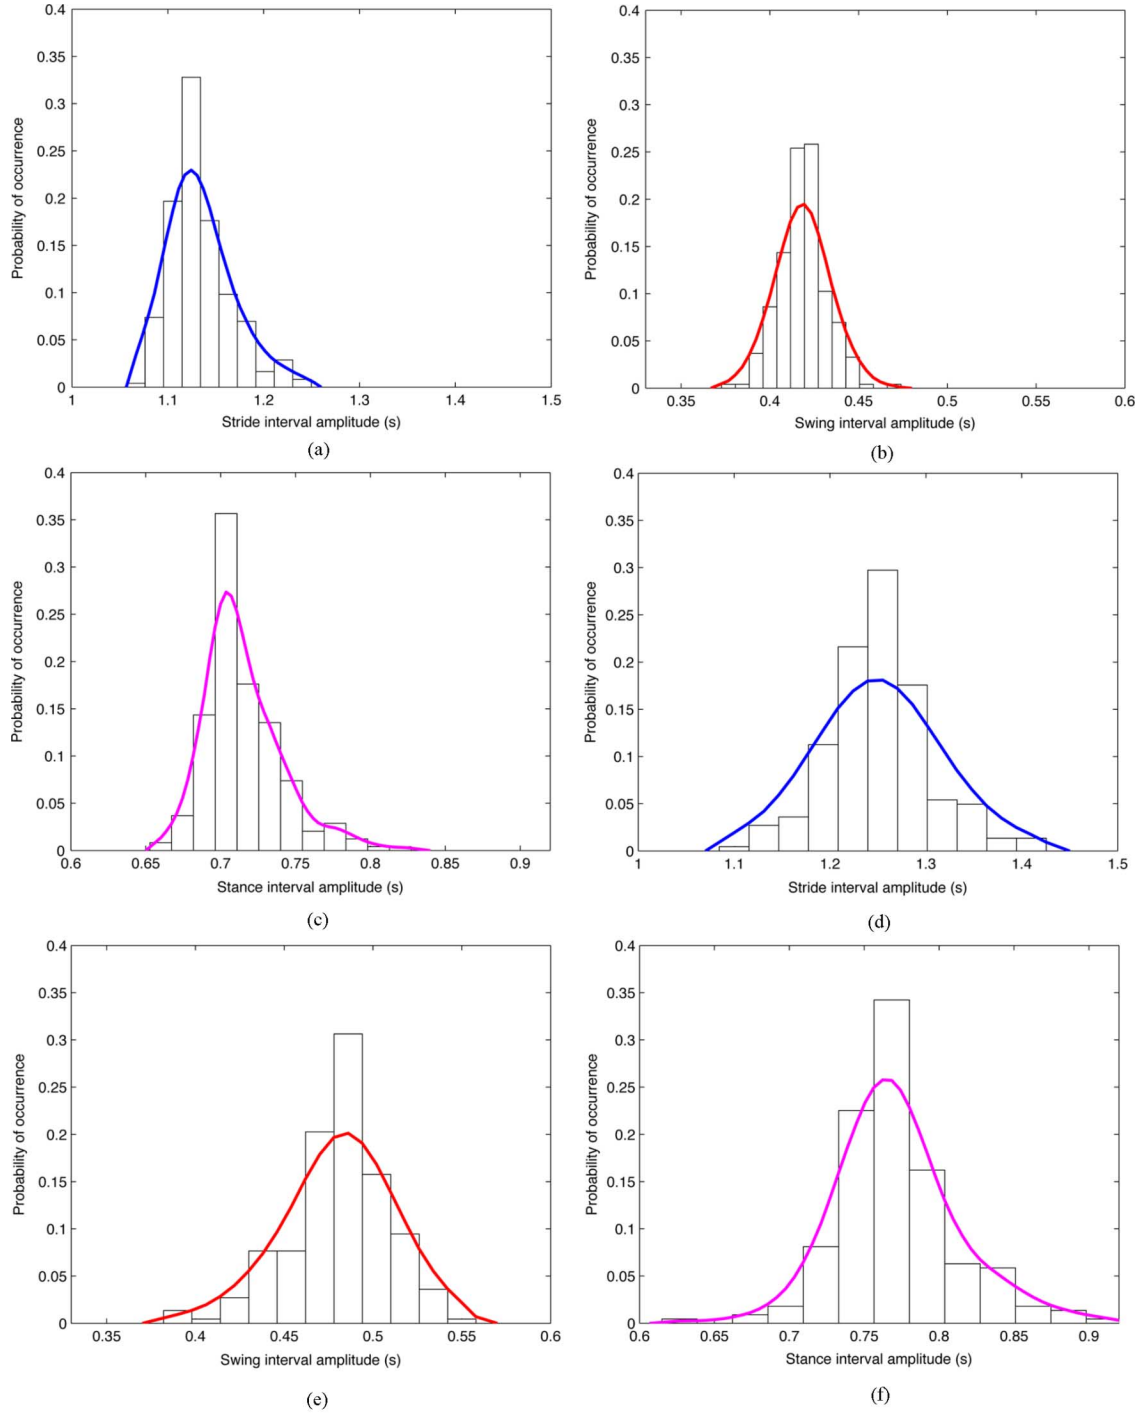 0.4
0.35
0.3
0.25
0.2
0.15
0.1
0.05
0
Probability of occurrence
1 1.1 1.2 1.3 1.4 1.5
Stride interval amplitude (s)
(a)
0.4
0.35
0.3
0.25
0.2
0.15
0.1
0.05
0
Probability of occurrence
0.35 0.4 0.45 0.5 0.55 0.6
Swing interval amplitude (s)
(b)
0.4
0.35
0.3
0.25
0.2
0.15
0.1
0.05
0
Probability of occurrence
0.6 0.65 0.7 0.75 0.8 0.85 0.9
Stance interval amplitude (s)
(c)
0.4
0.35
0.3
0.25
0.2
0.15
0.1
0.05
0
Probability of occurrence
1 1.1 1.2 1.3 1.4 1.5
Stride interval amplitude (s)
(d)
0.4
0.35
0.3
0.25
0.2
0.15
0.1
0.05
0
Probability of occurrence
0.35 0.4 0.45 0.5 0.55 0.6
Swing interval amplitude (s)
(e)
0.4
0.35
0.3
0.25
0.2
0.15
0.1
0.05
0
Probability of occurrence
0.6 0.65 0.7 0.75 0.8 0.85 0.9
Stance interval amplitude (s)
(f)